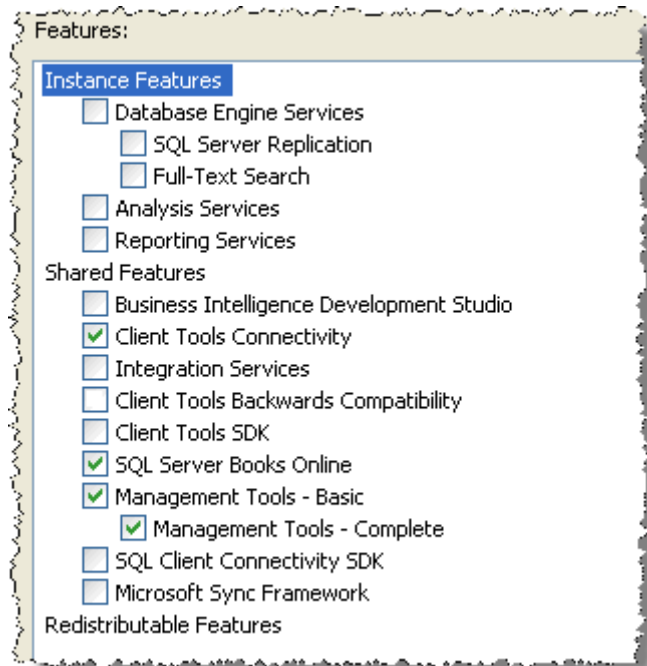 Features:
Instance Features
Database Engine Services
SQL Server Replication
Full-Text Search
Analysis Services
Reporting Services
Shared Features
Business Intelligence Development Studio
Client Tools Connectivity
Integration Services
Client Tools Backwards Compatibility
Client Tools SDK
SQL Server Books Online
Management Tools - Basic
Management Tools - Complete
SQL Client Connectivity SDK
Microsoft Sync Framework
Redistributable Features